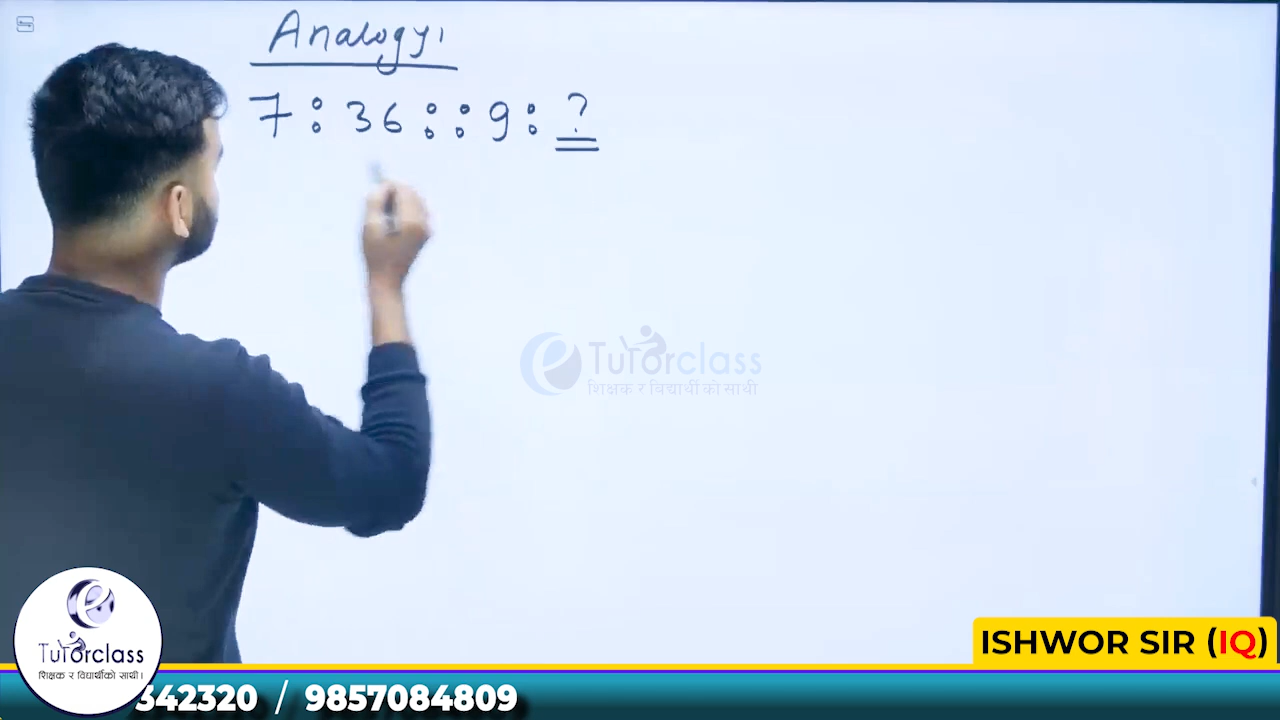 Analogy:
7 : 36 :: 9 : ?
TuTorclass
शिक्षक र विद्यार्थी को साथी
ISHWOR SIR (IQ)
TuTorclass
शिक्षक र विद्यार्थीको साथी।
342320 / 9857084809